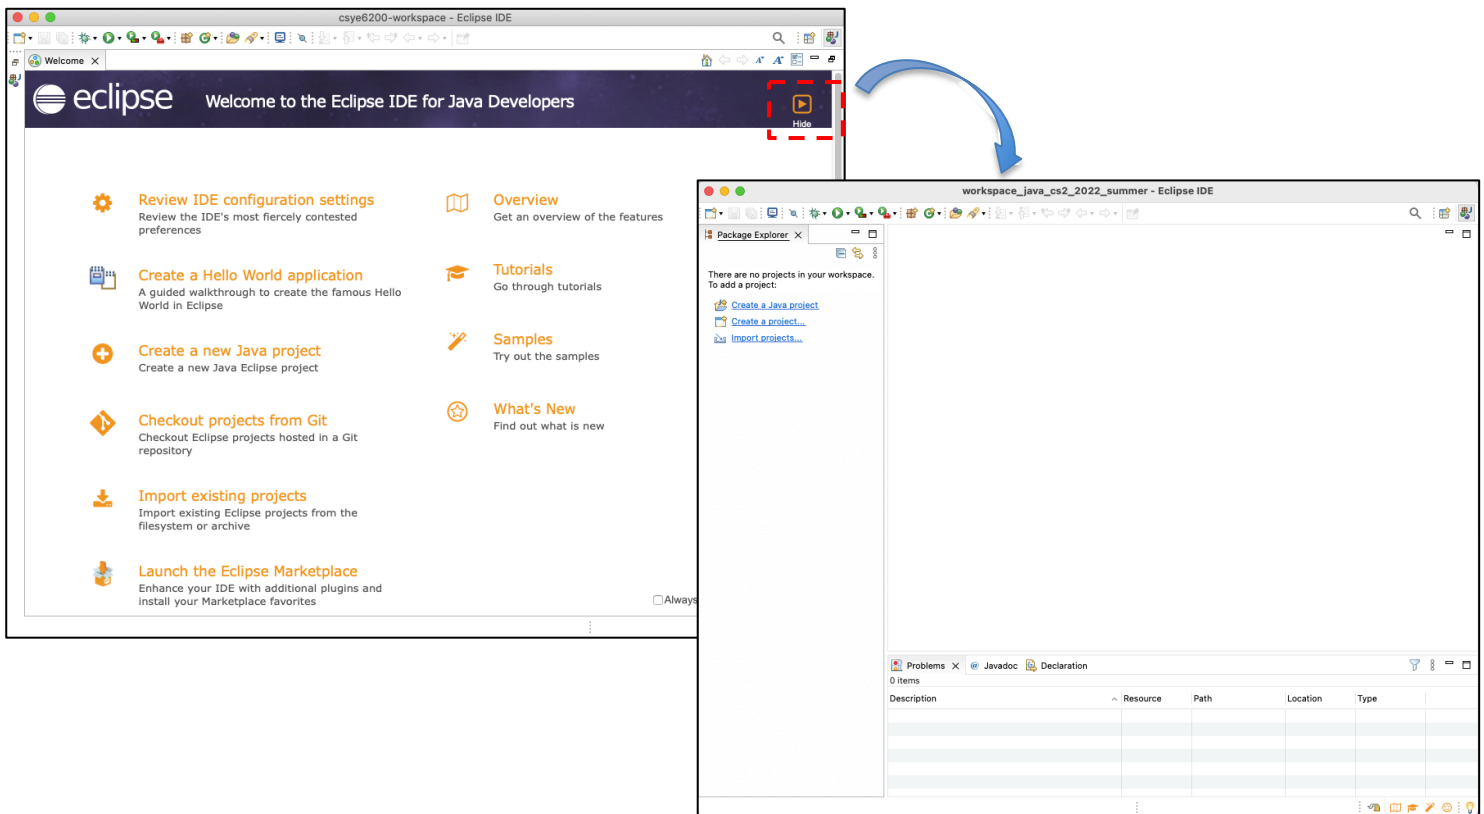 csye6200-workspace - Eclipse IDE
Welcome
eclipse
Welcome to the Eclipse IDE for Java Developers
Hide
Review IDE configuration settings
Review the IDE's most fiercely contested
preferences
Create a Hello World application
A guided walkthrough to create the famous Hello
World in Eclipse
Create a new Java project
Create a new Java Eclipse project
Checkout projects from Git
Checkout Eclipse projects hosted in a Git
repository
Import existing projects
Import existing Eclipse projects from the
filesystem or archive
Launch the Eclipse Marketplace
Enhance your IDE with additional plugins and
install your Marketplace favorites
Overview
Get an overview of the features
Tutorials
Go through tutorials
Samples
Try out the samples
What's New
Find out what is new
Always
workspace_java_cs2_2022_summer - Eclipse IDE
Package Explorer
There are no projects in your workspace.
To add a project:
Create a Java project
Create a project...
Import projects...
Problems @ Javadoc Declaration
0 items
Description Resource Path Location Type